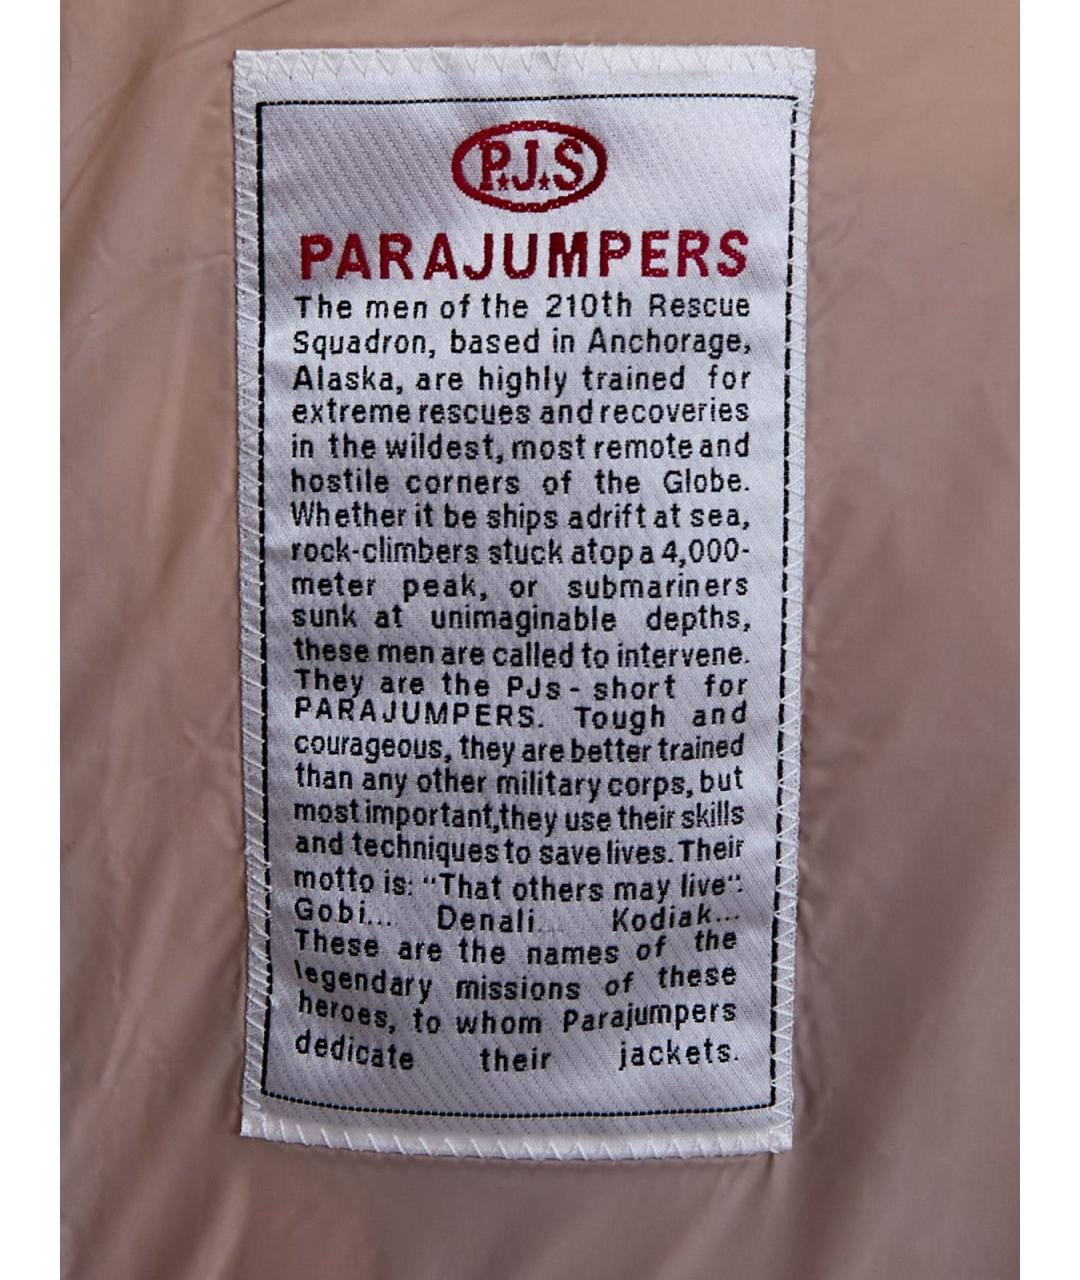 P.J.S
PARAJUMPERS
The men of the 210th Rescue
Squadron, based in Anchorage,
Alaska, are highly trained for
extreme rescues and recoveries
in the wildest, most remote and
hostile corners of the Globe.
Whether it be ships adrift at sea,
rock-climbers stuck atop a 4,000-
meter peak, or submariners
sunk at unimaginable depths,
these men are called to intervene.
They are the PJs - short for
PARAJUMPERS. Tough and
courageous, they are better trained
than any other military corps, but
most important,they use their skills
and techniques to save lives. Their
motto is: "That others may live":
Gobi... Denali... Kodiak...
These are the names of the
legendary missions of these
heroes, to whom Parajumpers
dedicate their jackets.